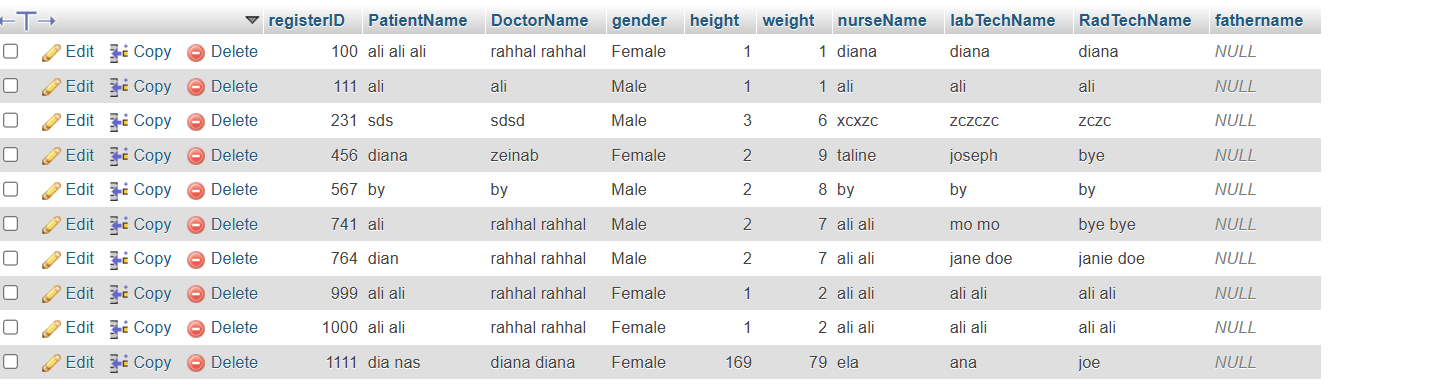 registerID PatientName DoctorName gender height weight nurseName labTechName RadTechName fathername
Edit Copy Delete 100 ali ali ali rahhal rahhal Female 1 1 diana diana diana NULL
Edit Copy Delete 111 ali ali Male 1 1 ali ali ali NULL
Edit Copy Delete 231 sds sdsd Male 3 6 xcxzc zczczc zczc NULL
Edit Copy Delete 456 diana zeinab Female 2 9 taline joseph bye NULL
Edit Copy Delete 567 by by Male 2 8 by by by NULL
Edit Copy Delete 741 ali rahhal rahhal Male 2 7 ali ali mo mo bye bye NULL
Edit Copy Delete 764 dian rahhal rahhal Male 2 7 ali ali jane doe janie doe NULL
Edit Copy Delete 999 ali ali rahhal rahhal Female 1 2 ali ali ali ali ali ali NULL
Edit Copy Delete 1000 ali ali rahhal rahhal Female 1 2 ali ali ali ali ali ali NULL
Edit Copy Delete 1111 dia nas diana diana Female 169 79 ela ana joe NULL